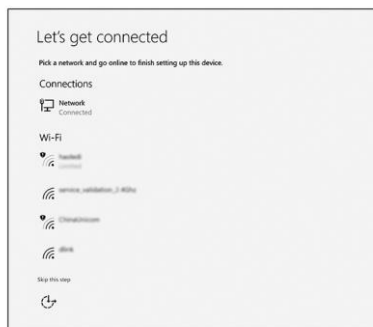 Let's get connected
Pick a network and go online to finish setting up this device.
Connections
Network
Connected
Wi-Fi
service_validation_2.4Ghz
ChinaUnicom
dlink
Skip this step